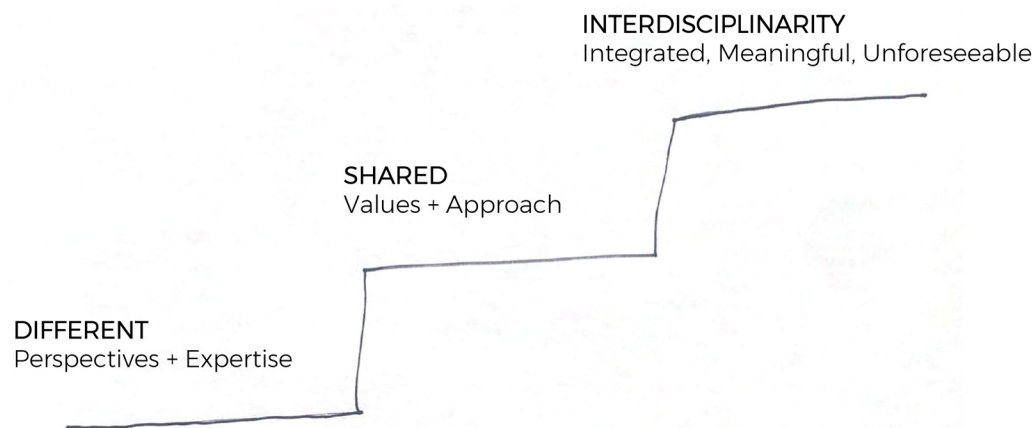 INTERDISCIPLINARITY
Integrated, Meaningful, Unforeseeable
SHARED
Values + Approach
DIFFERENT
Perspectives + Expertise